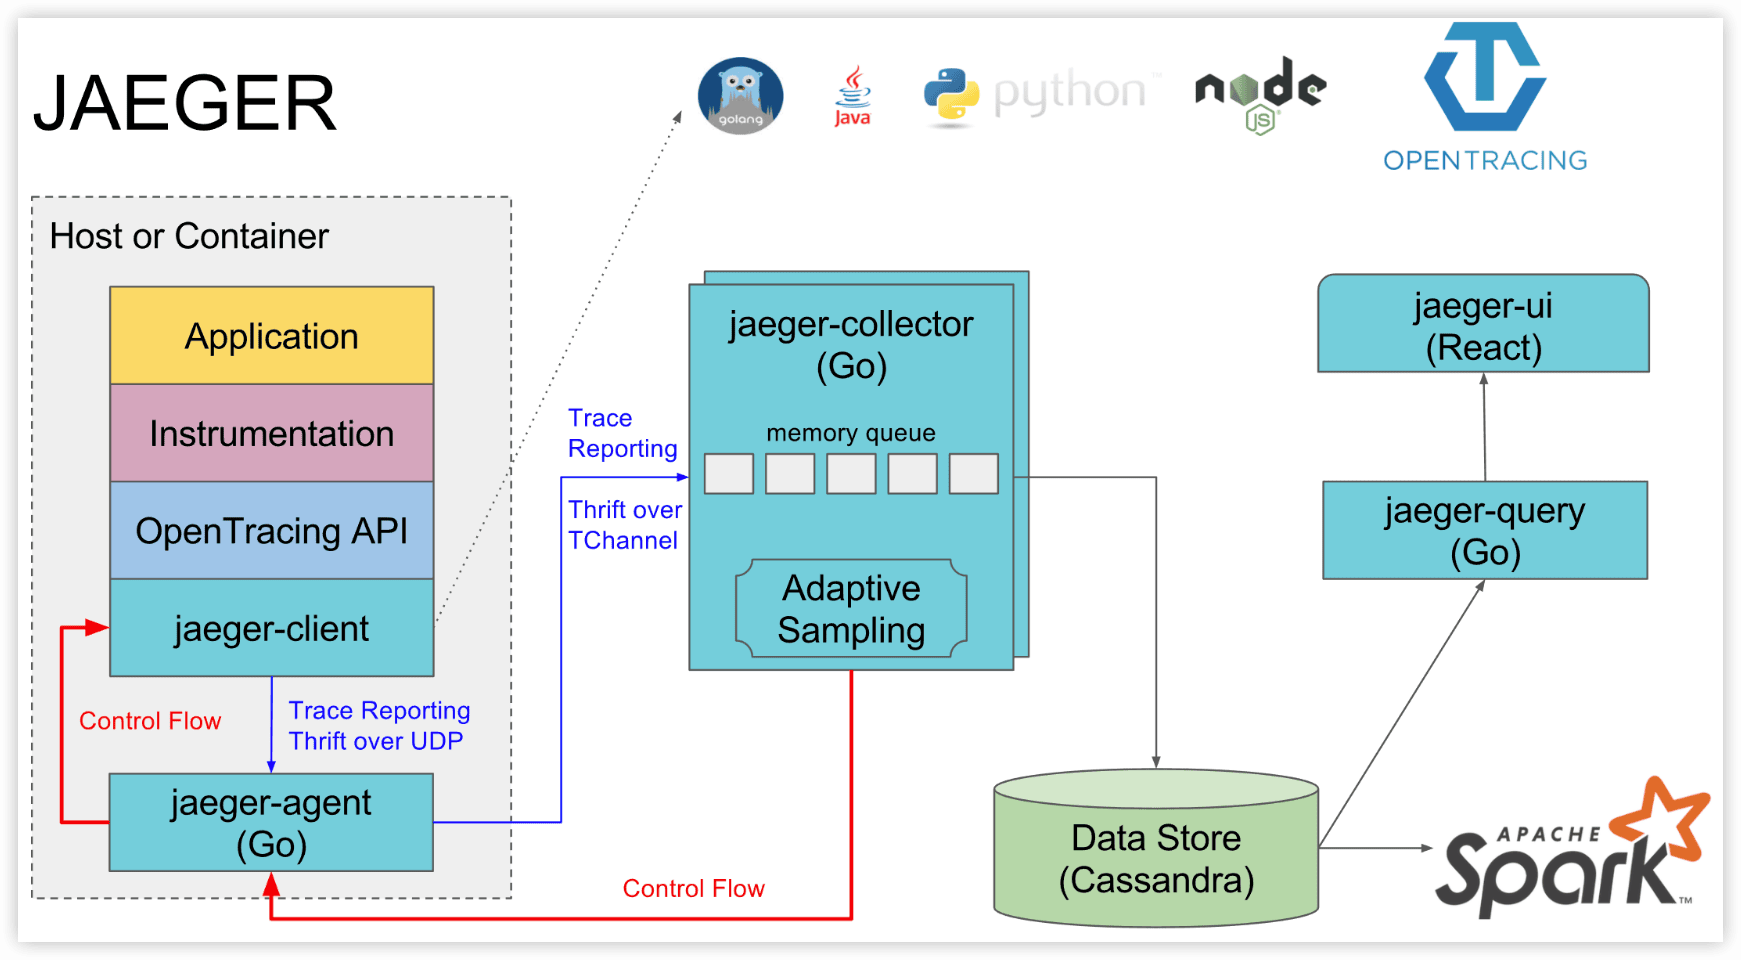 JAEGER
golang
Java
python™
node
JS
OPENTRACING
Host or Container
Application
Instrumentation
OpenTracing API
jaeger-client
Control Flow
Trace Reporting
Thrift over UDP
jaeger-agent
(Go)
Trace
Reporting
Thrift over
TChannel
jaeger-collector
(Go)
memory queue
Adaptive
Sampling
Control Flow
Data Store
(Cassandra)
jaeger-ui
(React)
jaeger-query
(Go)
APACHE
Spark™